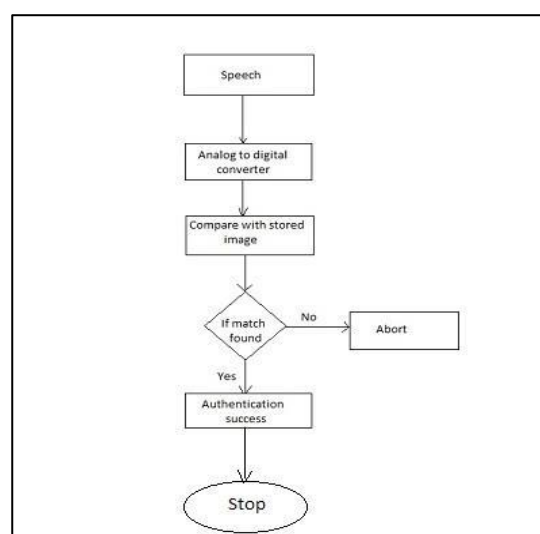 Speech
Analog to digital
converter
Compare with stored
image
If match
found
No
Abort
Yes
Authentication
success
Stop